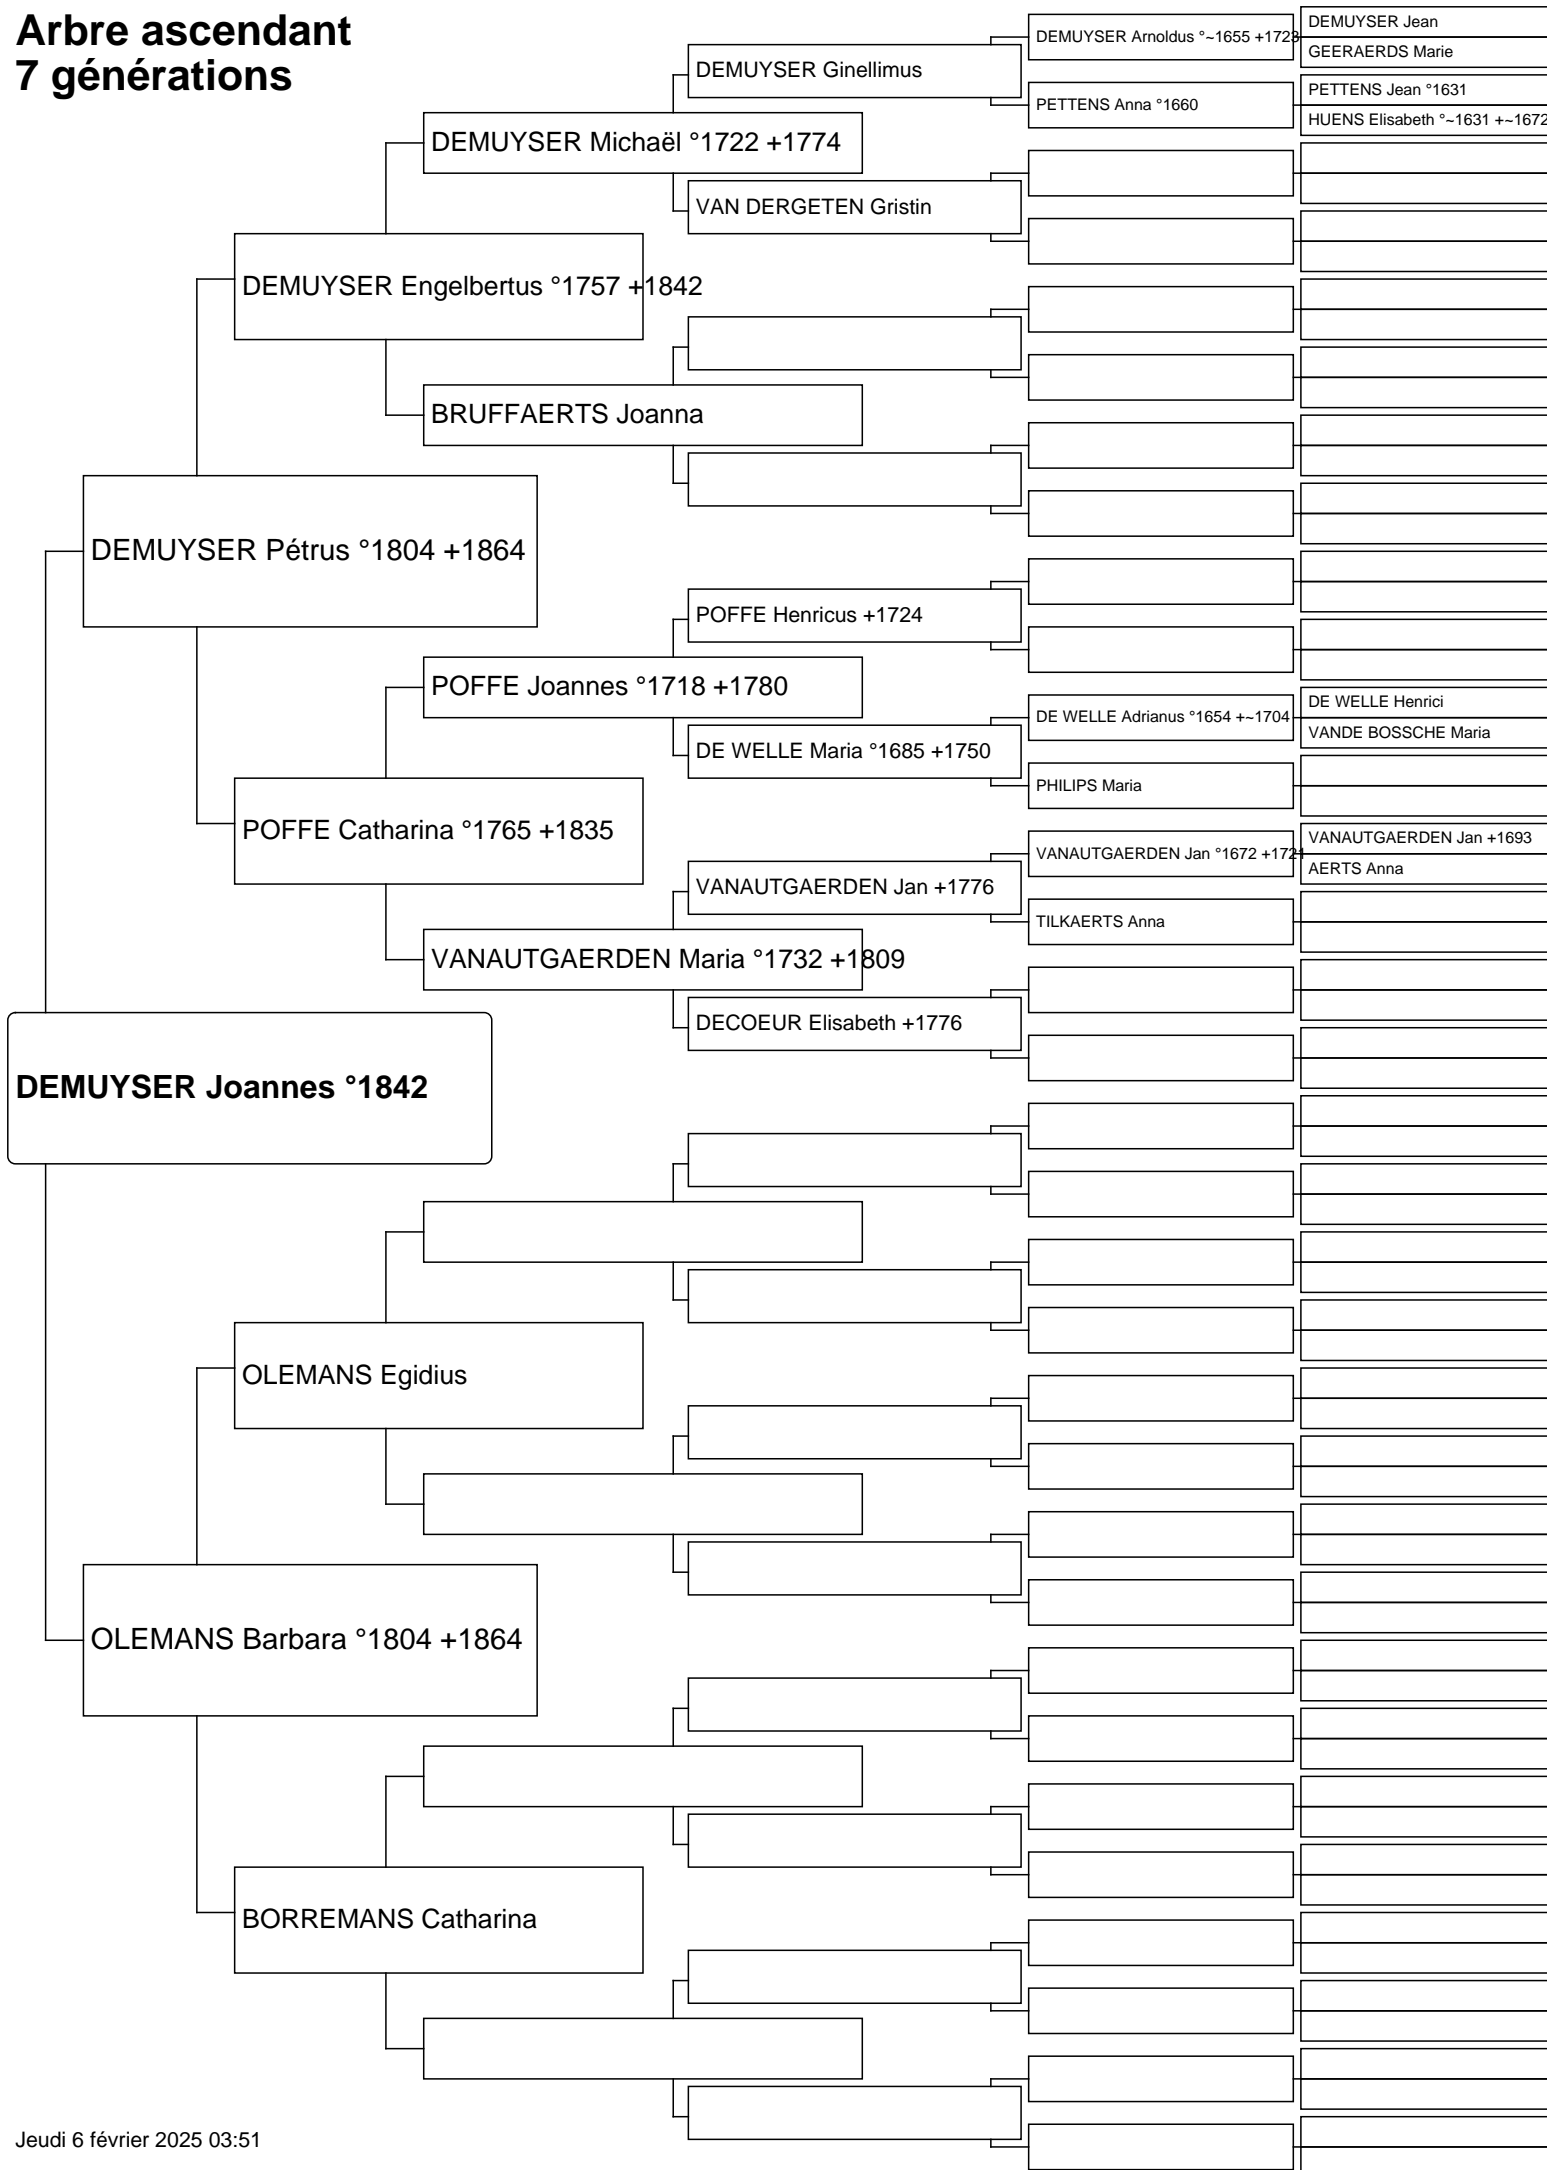 Arbre ascendant
7 générations
DEMUYSER Jean
DEMUYSER Arnoldus °~1655 +1723
GEERAERDS Marie
DEMUYSER Ginellimus
PETTENS Jean °1631
PETTENS Anna °1660
HUENS Elisabeth °~1631 +~1672
DEMUYSER Michaël °1722 +1774
VAN DERGETEN Gristin
DEMUYSER Engelbertus °1757 +1842
BRUFFAERTS Joanna
DEMUYSER Pétrus °1804 +1864
POFFE Henricus +1724
POFFE Joannes °1718 +1780
DE WELLE Henrici
DE WELLE Adrianus °1654 +~1704
VANDE BOSSCHE Maria
DE WELLE Maria °1685 +1750
PHILIPS Maria
POFFE Catharina °1765 +1835
VANAUTGAERDEN Jan +1693
VANAUTGAERDEN Jan °1672 +1721
AERTS Anna
VANAUTGAERDEN Jan +1776
TILKAERTS Anna
VANAUTGAERDEN Maria °1732 +1809
DECOEUR Elisabeth +1776
DEMUYSER Joannes °1842
OLEMANS Egidius
OLEMANS Barbara °1804 +1864
BORREMANS Catharina
Jeudi 6 février 2025 03:51